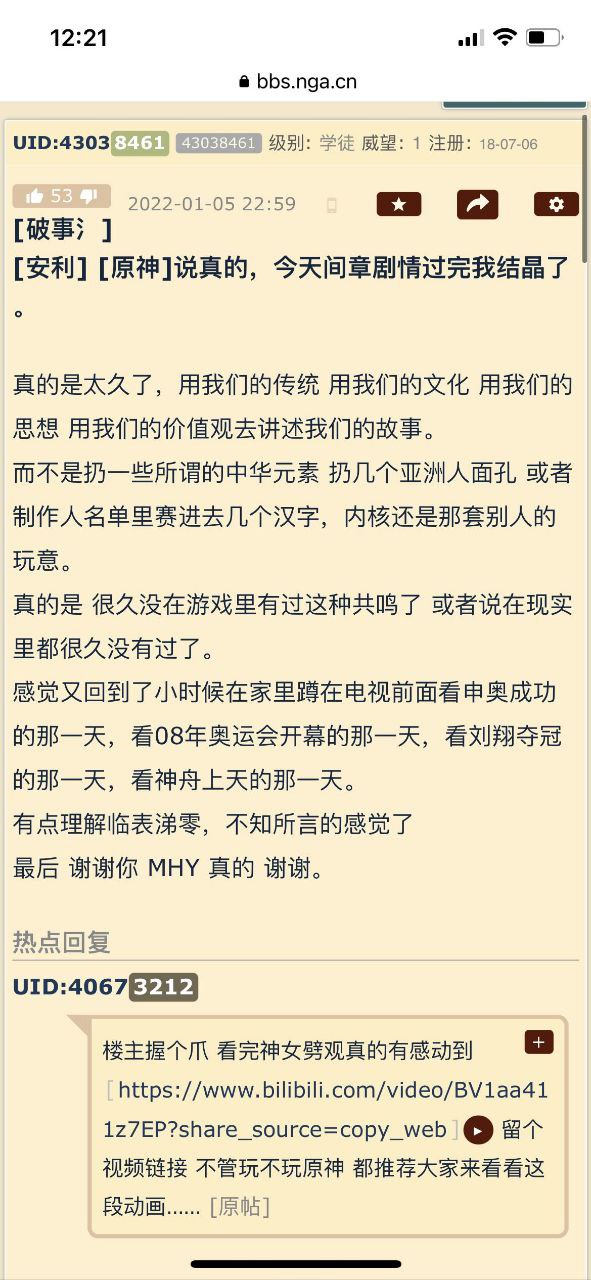 12:21
bbs.nga.cn
UID:43038461 43038461 级别：学徒 威望：1 注册：18-07-06
53 2022-01-05 22:59
[破事氵]
[安利] [原神]说真的，今天间章剧情过完我结晶了
。
真的是太久了，用我们的传统 用我们的文化 用我们的
思想 用我们的价值观去讲述我们的故事。
而不是扔一些所谓的中华元素 扔几个亚洲人面孔 或者
制作人名单里赛进去几个汉字，内核还是那套别人的
玩意。
真的是 很久没在游戏里有过这种共鸣了 或者说在现实
里都很久没有过了。
感觉又回到了小时候在家里蹲在电视前面看申奥成功
的那一天，看08年奥运会开幕的那一天，看刘翔夺冠
的那一天，看神舟上天的那一天。
有点理解临表涕零，不知所言的感觉了
最后 谢谢你 MHY 真的 谢谢。
热点回复
UID:40673212
楼主握个爪 看完神女劈观真的有感动到
[https://www.bilibili.com/video/BV1aa41
1z7EP?share_source=copy_web] 留个
视频链接 不管玩不玩原神 都推荐大家来看看这
段动画...... [原帖]